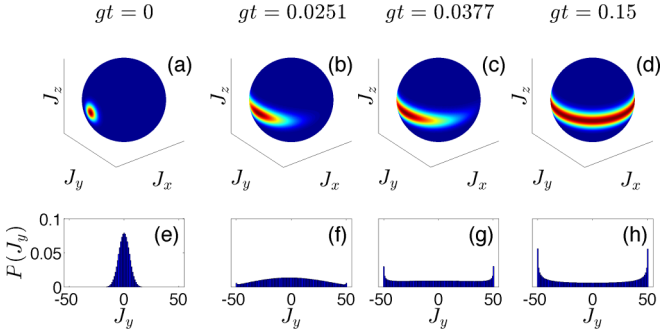 gt = 0 gt = 0.0251 gt = 0.0377 gt = 0.15
(a) (b) (c) (d)
J_z J_z J_z J_z
J_y J_x J_y J_x J_y J_x J_y J_x
0.1 (e) (f) (g) (h)
P(J_y) 0.05
0
-50 0 50 -50 0 50 -50 0 50 -50 0 50
J_y J_y J_y J_y